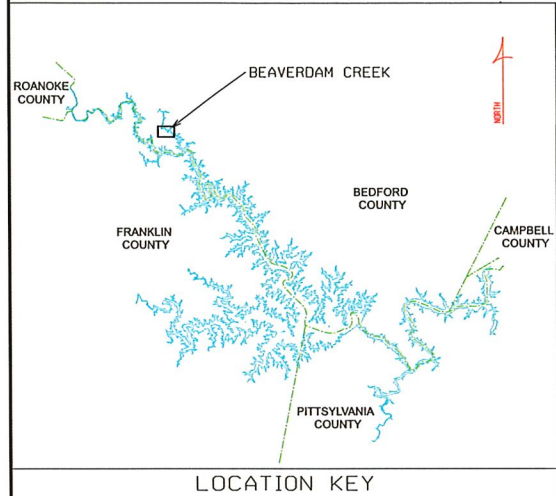 BEAVERDAM CREEK
ROANOKE
COUNTY
NORTH
BEDFORD
COUNTY
FRANKLIN
COUNTY
CAMPBELL
COUNTY
PITTSYLVANIA
COUNTY
LOCATION KEY